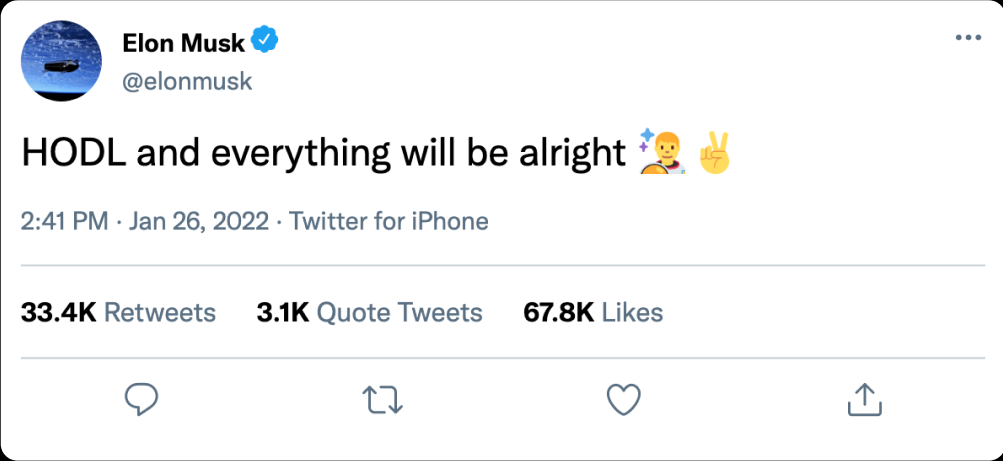 Elon Musk
@elonmusk
HODL and everything will be alright 👨‍🚀✌️
2:41 PM · Jan 26, 2022 · Twitter for iPhone
33.4K Retweets 3.1K Quote Tweets 67.8K Likes